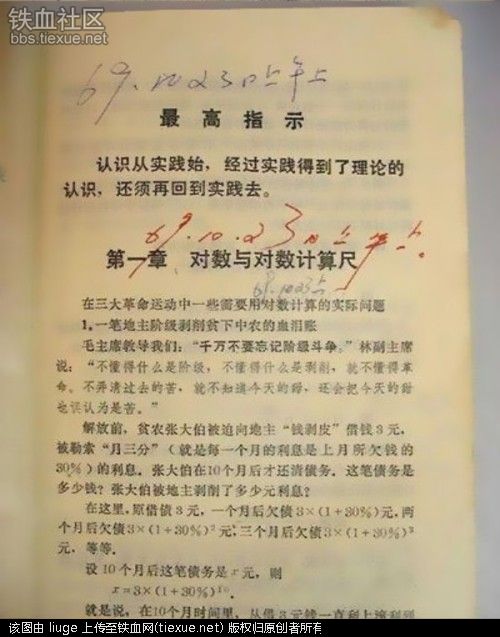 铁血社区
bbs.tiexue.net
69.10.23日上午上
最高指示
认识从实践始，经过实践得到了理论的
认识，还须再回到实践去。
69.10.23日上午上。
第一章 对数与对数计算尺
69.10.23上
在三大革命运动中一些需要用对数计算的实际问题
1.一笔地主阶级剥削贫下中农的血泪账
毛主席教导我们：“千万不要忘记阶级斗争。”林副主席
说：“不懂得什么是阶级，不懂得什么是剥削，就不懂得革
命。不弄清过去的苦，就不知道今天的甜，还会把今天的甜
也误认为是苦。”
解放前，贫农张大伯被迫向地主“钱剥皮”借钱3元，
被勒索“月三分”（就是每一个月的利息是上月所欠钱的
30%）的利息．张大伯在10个月后才还清债务．这笔债务是
多少钱？张大伯被地主剥削了多少元利息？
在这里，原借债3元，一个月后欠债3×(1+30%)元，两
个月后欠债3×(1+30%)²元；三个月后欠债3×(1+30%)³
元，等等．
设10个月后这笔债务是x元，则
x=3×(1+30%)¹⁰．
就是说，在10个月时间里，从借3元钱一直利上滚利到
该图由 liuge 上传至铁血网(tiexue.net) 版权归原创者所有